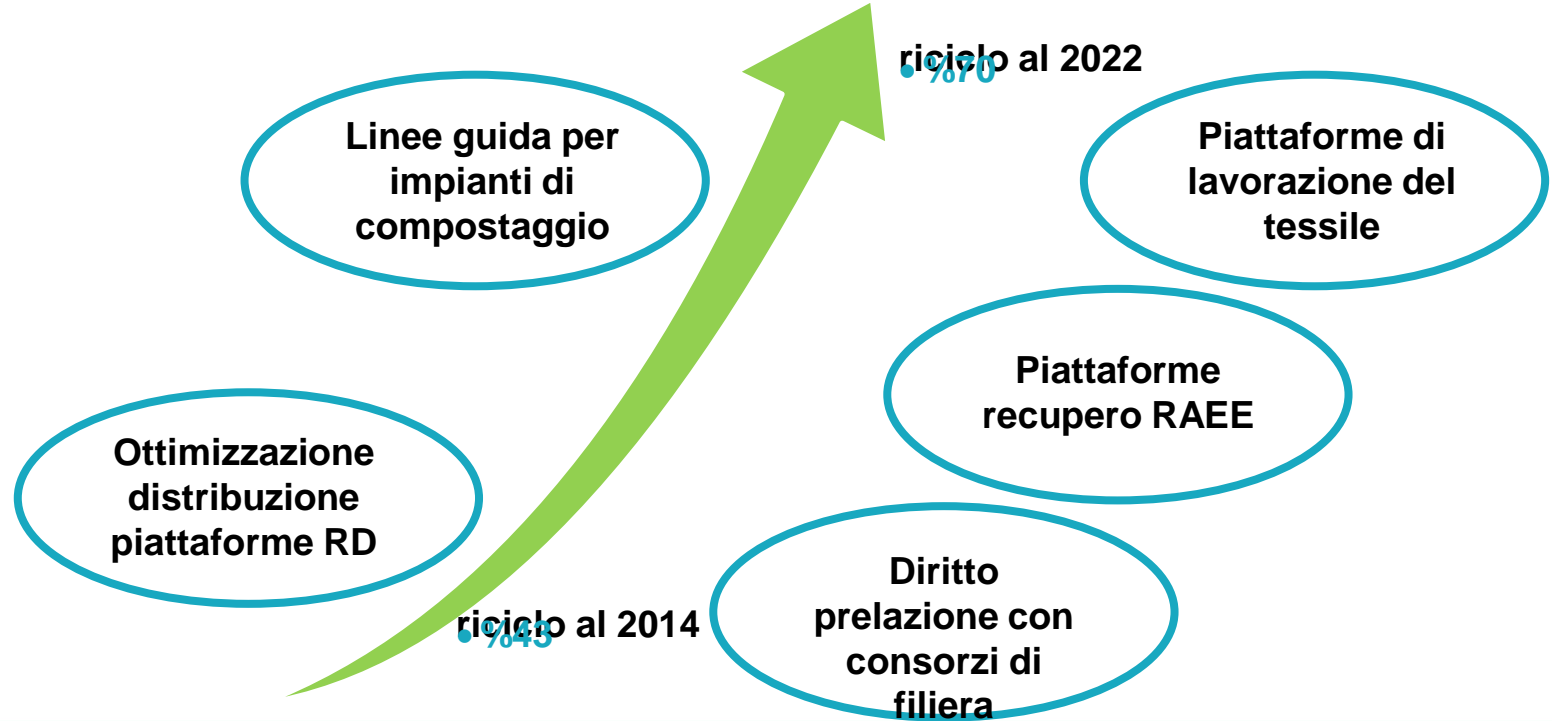 riciclo al 2022
• %70
Linee guida per
impianti di
compostaggio
Piattaforme di
lavorazione del
tessile
Piattaforme
recupero RAEE
Ottimizzazione
distribuzione
piattaforme RD
Diritto
prelazione con
consorzi di
filiera
riciclo al 2014
• %43